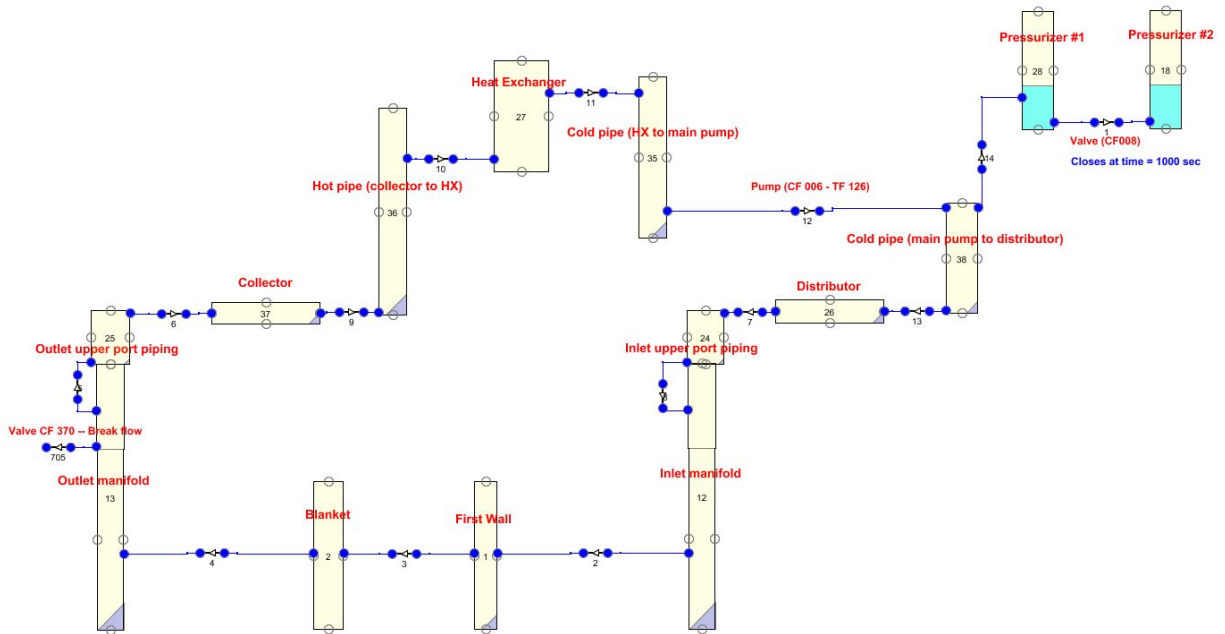 Pressurizer #1
Pressurizer #2
28
18
Heat Exchanger
27
11
Cold pipe (HX to main pump)
35
1
Valve (CF008)
Closes at time = 1000 sec
14
10
Hot pipe (collector to HX)
36
Pump (CF 006 - TF 126)
12
Cold pipe (main pump to distributor)
38
Collector
37
6
9
Distributor
26
7
13
25
Outlet upper port piping
24
Inlet upper port piping
Valve CF 370 -- Break flow
705
Outlet manifold
13
Inlet manifold
12
Blanket
2
First Wall
1
4
3
2